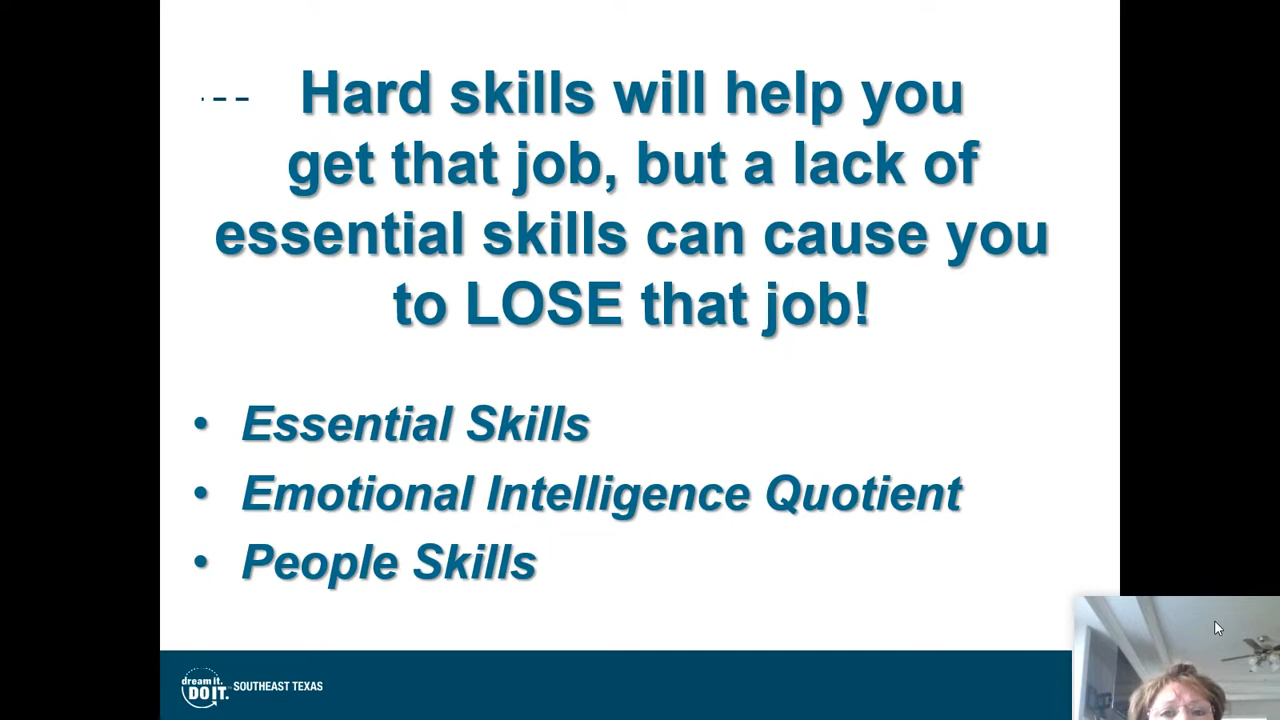 Hard skills will help you
get that job, but a lack of
essential skills can cause you
to LOSE that job!
• Essential Skills
• Emotional Intelligence Quotient
• People Skills
dream it.
DO IT.
SOUTHEAST TEXAS